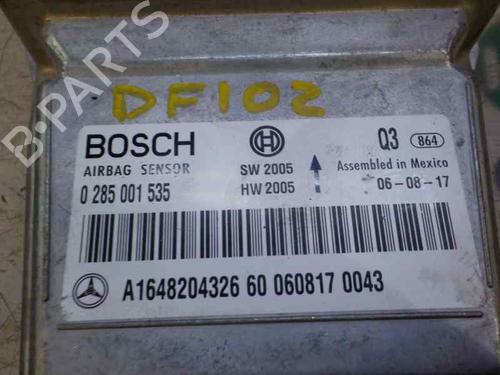 DF102
BOSCH
AIRBAG SENSOR
0 285 001 535
SW 2005
HW 2005
Q3
864
Assembled in Mexico
06-08-17
A1648204326 60 060817 0043
B-PARTS